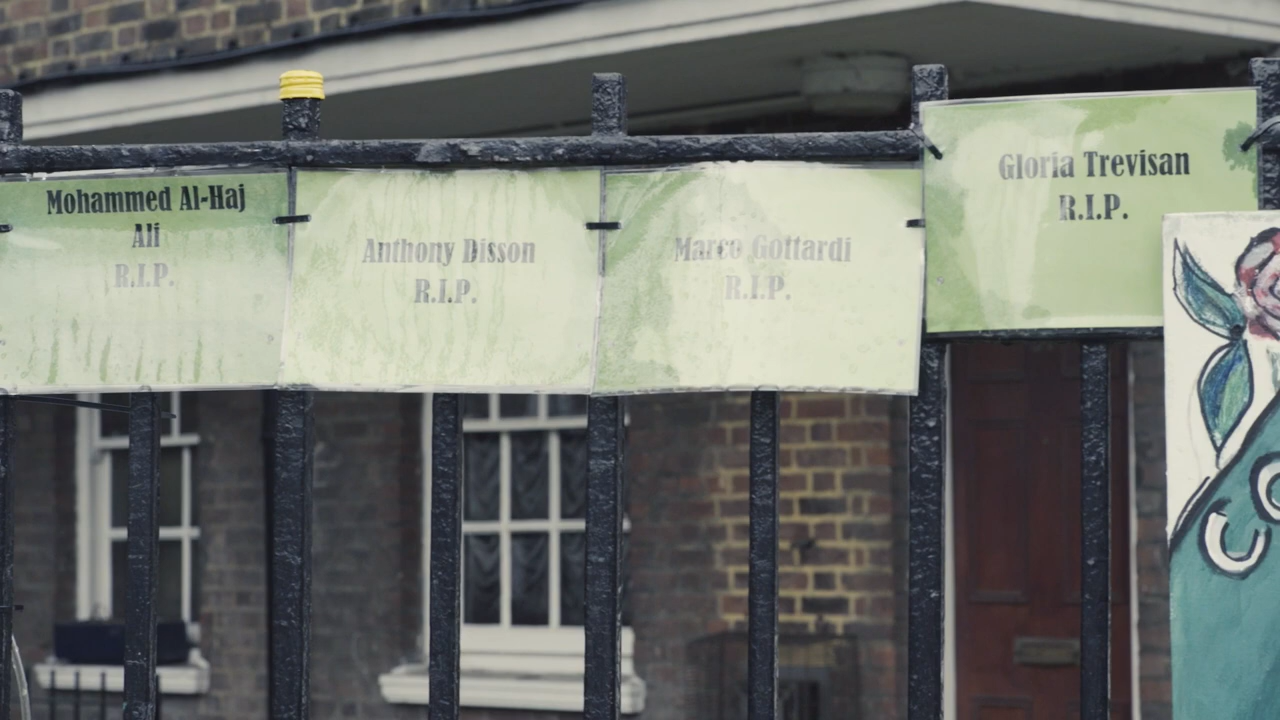 Mohammed Al-Haj
Ali
R.I.P.
Anthony Disson
R.I.P.
Marco Gottardi
R.I.P.
Gloria Trevisan
R.I.P.